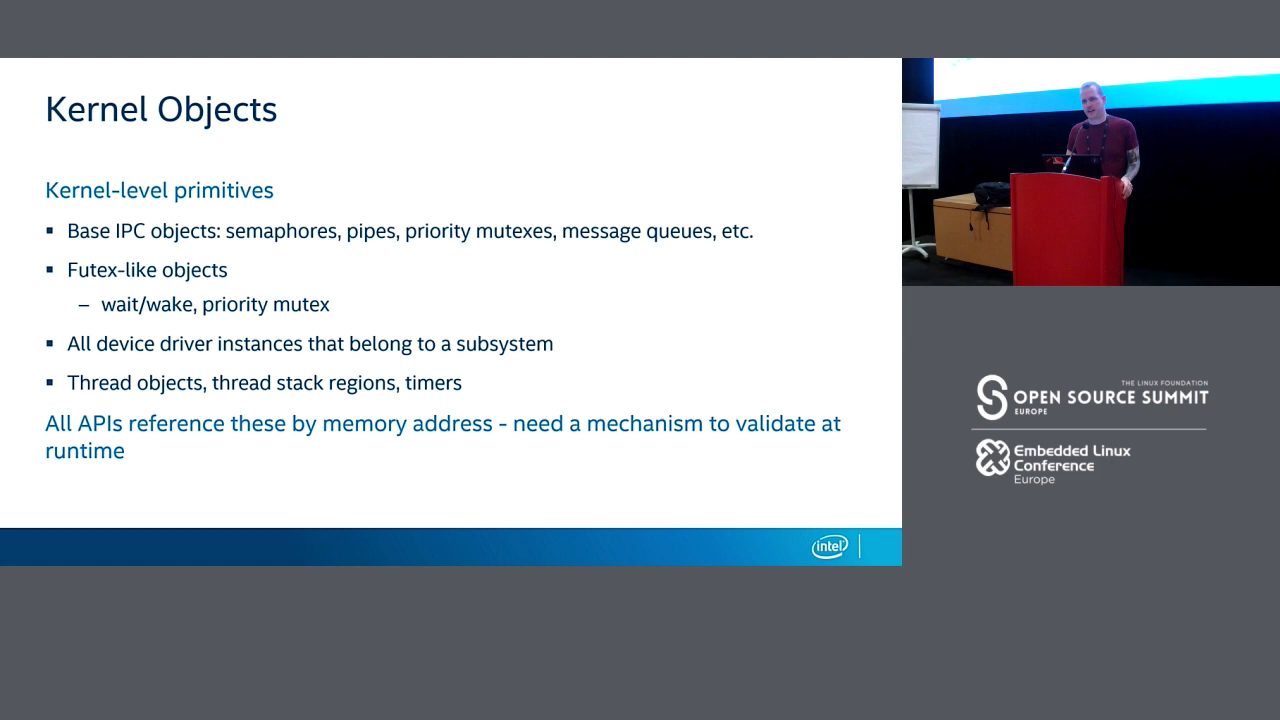 Kernel Objects
Kernel-level primitives
▪ Base IPC objects: semaphores, pipes, priority mutexes, message queues, etc.
▪ Futex-like objects
– wait/wake, priority mutex
▪ All device driver instances that belong to a subsystem
▪ Thread objects, thread stack regions, timers
All APIs reference these by memory address - need a mechanism to validate at
runtime
intel
THE LINUX FOUNDATION
OPEN SOURCE SUMMIT
EUROPE
Embedded Linux
Conference
Europe